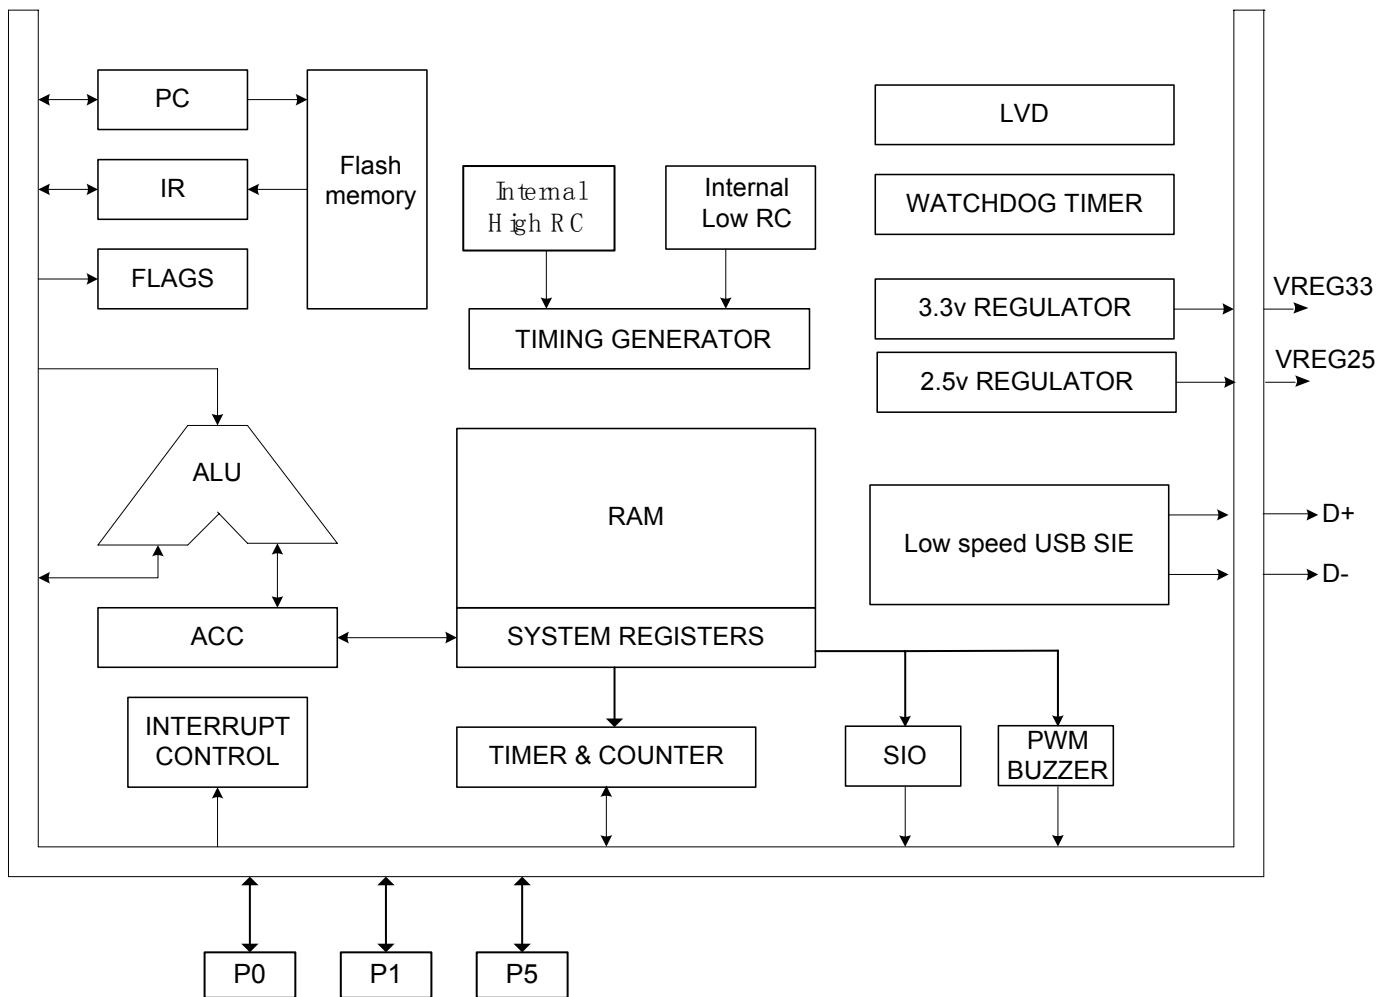 PC
IR
FLAGS
Flash
memory
Internal
High RC
Internal
Low RC
TIMING GENERATOR
LVD
WATCHDOG TIMER
3.3v REGULATOR
2.5v REGULATOR
VREG33
VREG25
ALU
RAM
Low speed USB SIE
D+
D-
ACC
SYSTEM REGISTERS
INTERRUPT
CONTROL
TIMER & COUNTER
SIO
PWM
BUZZER
P0
P1
P5